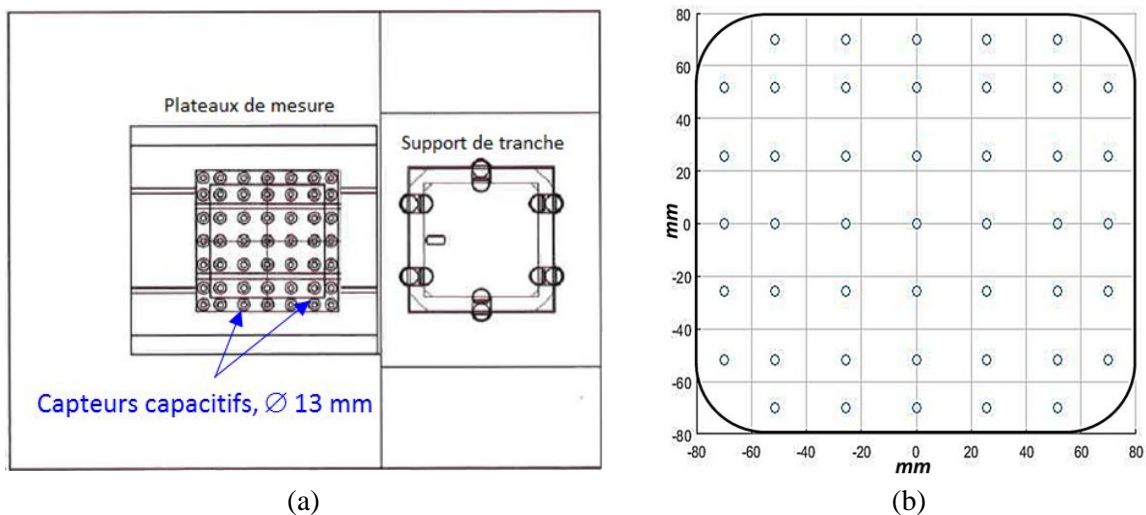 Plateaux de mesure
Support de tranche
Capteurs capacitifs, ∅ 13 mm
(a)
80
60
40
20
0
-20
-40
-60
-80
mm
-80 -60 -40 -20 0 20 40 60 80
mm
(b)